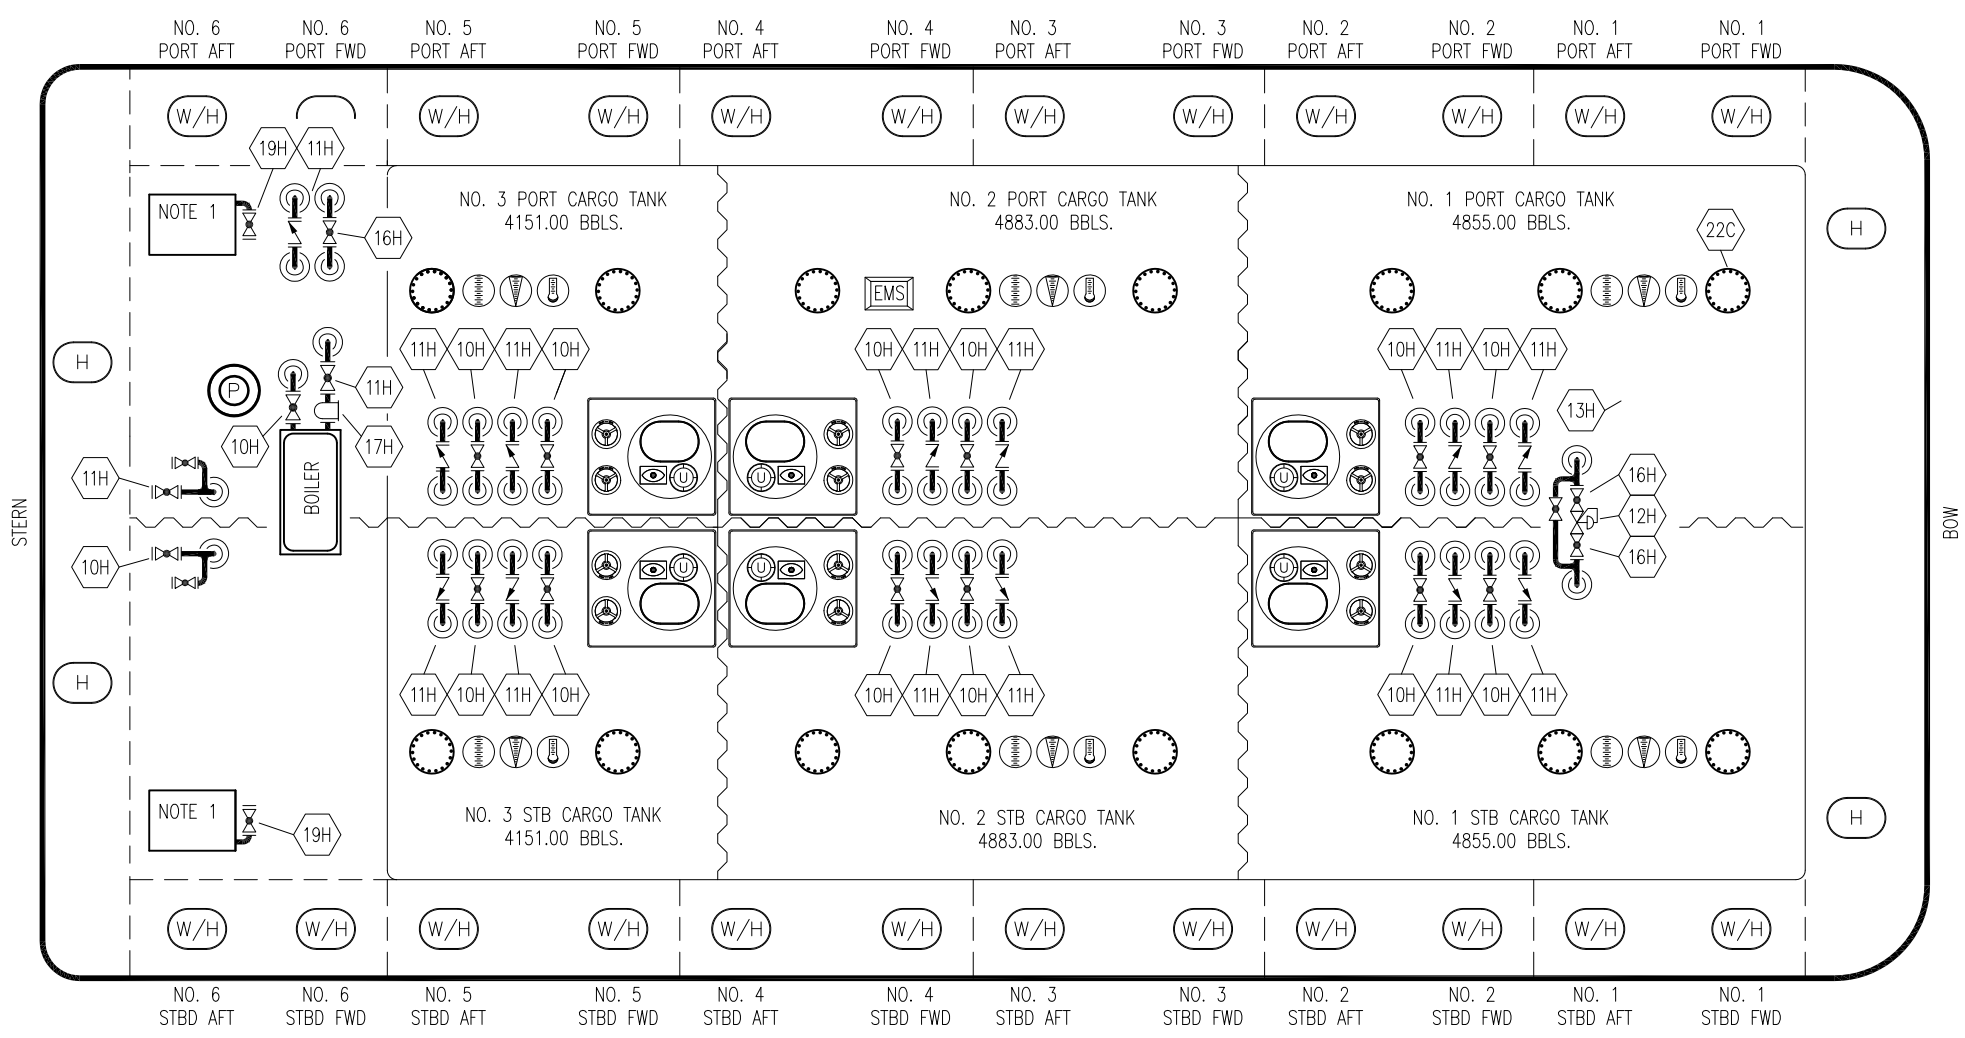 NO. 6
PORT AFT
NO. 6
PORT FWD
NO. 5
PORT AFT
NO. 5
PORT FWD
NO. 4
PORT AFT
NO. 4
PORT FWD
NO. 3
PORT AFT
NO. 3
PORT FWD
NO. 2
PORT AFT
NO. 2
PORT FWD
NO. 1
PORT AFT
NO. 1
PORT FWD
W/H
W/H
W/H
W/H
W/H
W/H
W/H
W/H
W/H
W/H
W/H
19H
11H
NOTE 1
16H
NO. 3 PORT CARGO TANK
4151.00 BBLS.
NO. 2 PORT CARGO TANK
4883.00 BBLS.
NO. 1 PORT CARGO TANK
4855.00 BBLS.
22C
H
EMS
H
11H
10H
11H
10H
10H
11H
10H
11H
10H
11H
10H
11H
P
11H
10H
17H
13H
U
U
U
11H
BOILER
16H
12H
16H
STERN
BOW
10H
U
U
U
H
11H
10H
11H
10H
10H
11H
10H
11H
10H
11H
10H
11H
NOTE 1
19H
NO. 3 STB CARGO TANK
4151.00 BBLS.
NO. 2 STB CARGO TANK
4883.00 BBLS.
NO. 1 STB CARGO TANK
4855.00 BBLS.
H
W/H
W/H
W/H
W/H
W/H
W/H
W/H
W/H
W/H
W/H
W/H
W/H
NO. 6
STBD AFT
NO. 6
STBD FWD
NO. 5
STBD AFT
NO. 5
STBD FWD
NO. 4
STBD AFT
NO. 4
STBD FWD
NO. 3
STBD AFT
NO. 3
STBD FWD
NO. 2
STBD AFT
NO. 2
STBD FWD
NO. 1
STBD AFT
NO. 1
STBD FWD